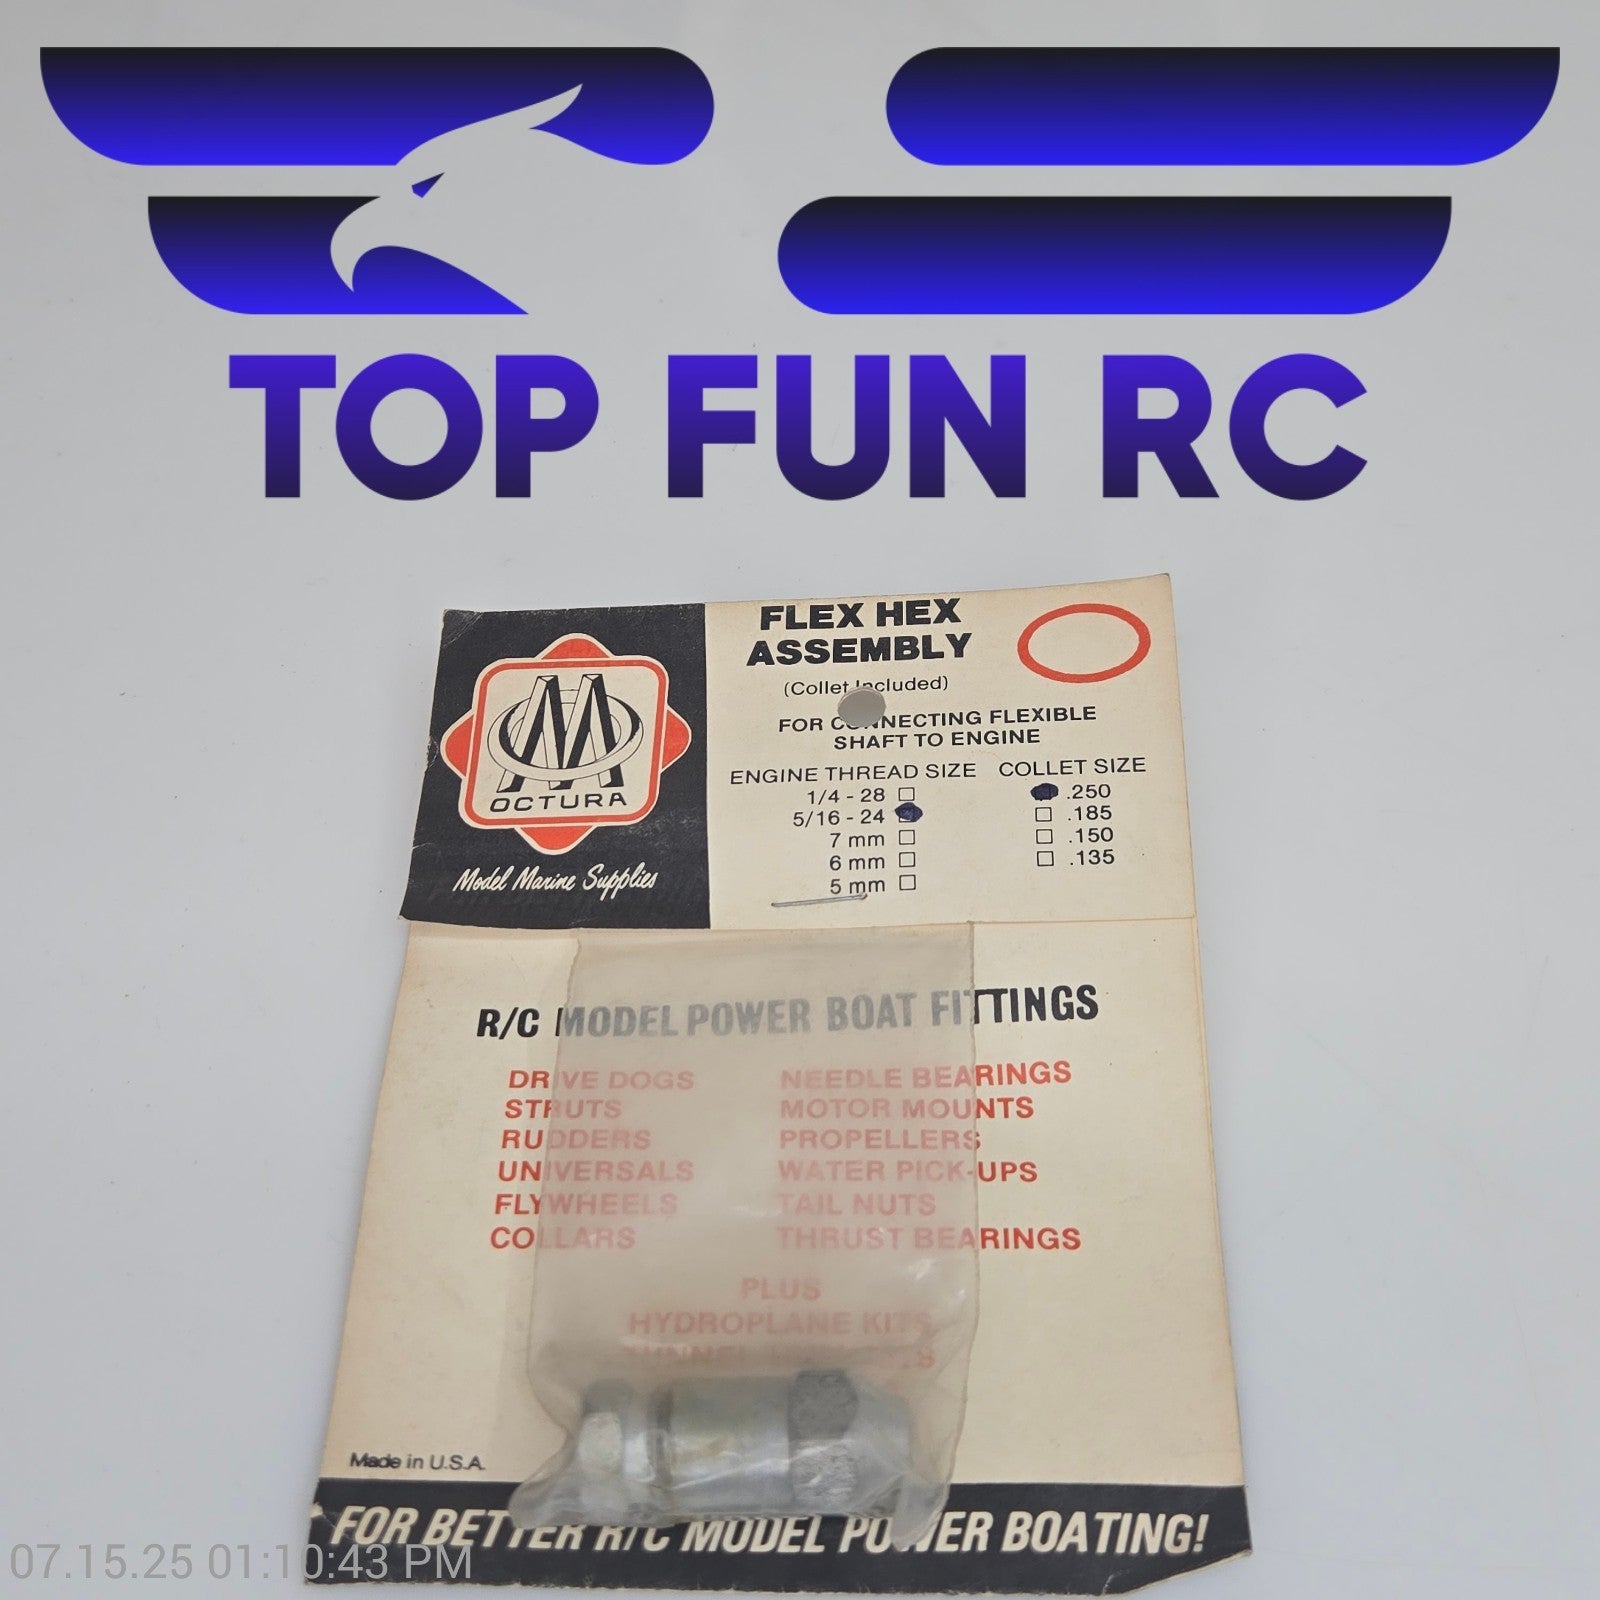 TOP FUN RC
OCTURA
Model Marine Supplies
FLEX HEX
ASSEMBLY
(Collet Included)
FOR CONNECTING FLEXIBLE
SHAFT TO ENGINE
ENGINE THREAD SIZE
1/4 - 28
5/16 - 24
7 mm
6 mm
5 mm
COLLET SIZE
.250
.185
.150
.135
R/C MODEL POWER BOAT FITTINGS
DRIVE DOGS
STRUTS
RUDDERS
UNIVERSALS
FLYWHEELS
COLLARS
NEEDLE BEARINGS
MOTOR MOUNTS
PROPELLERS
WATER PICK-UPS
TAIL NUTS
THRUST BEARINGS
PLUS
HYDROPLANE KITS
TUNNEL
Made in U.S.A.
FOR BETTER R/C MODEL POWER BOATING!
07.15.25 01:10:43 PM